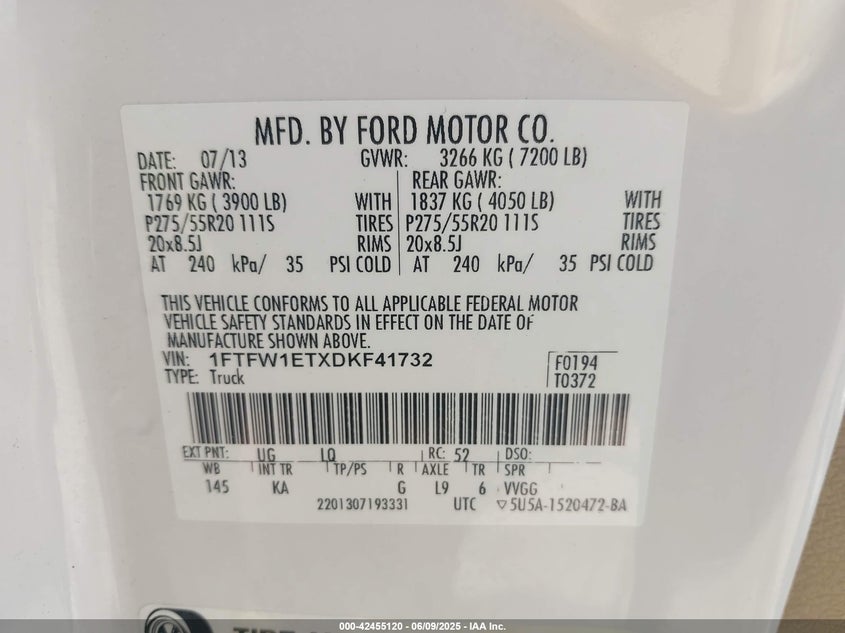 MFD. BY FORD MOTOR CO.
DATE: 07/13 GVWR: 3266 KG ( 7200 LB)
FRONT GAWR: REAR GAWR:
1769 KG ( 3900 LB) WITH 1837 KG ( 4050 LB) WITH
P275/55R20 111S TIRES P275/55R20 111S TIRES
20x8.5J RIMS 20x8.5J RIMS
AT 240 kPa/ 35 PSI COLD AT 240 kPa/ 35 PSI COLD
THIS VEHICLE CONFORMS TO ALL APPLICABLE FEDERAL MOTOR
VEHICLE SAFETY STANDARDS IN EFFECT ON THE DATE OF
MANUFACTURE SHOWN ABOVE.
VIN: 1FTFW1ETXDKF41732 F0194
TYPE: Truck T0372
EXT PNT: UG LQ RC: 52 DSO:
WB INT TR TP/PS R AXLE TR SPR
145 KA G L9 6 VVGG
2201307193331 UTC ▽5U5A-1520472-BA
000-42455120 - 06/09/2025 - IAA Inc.